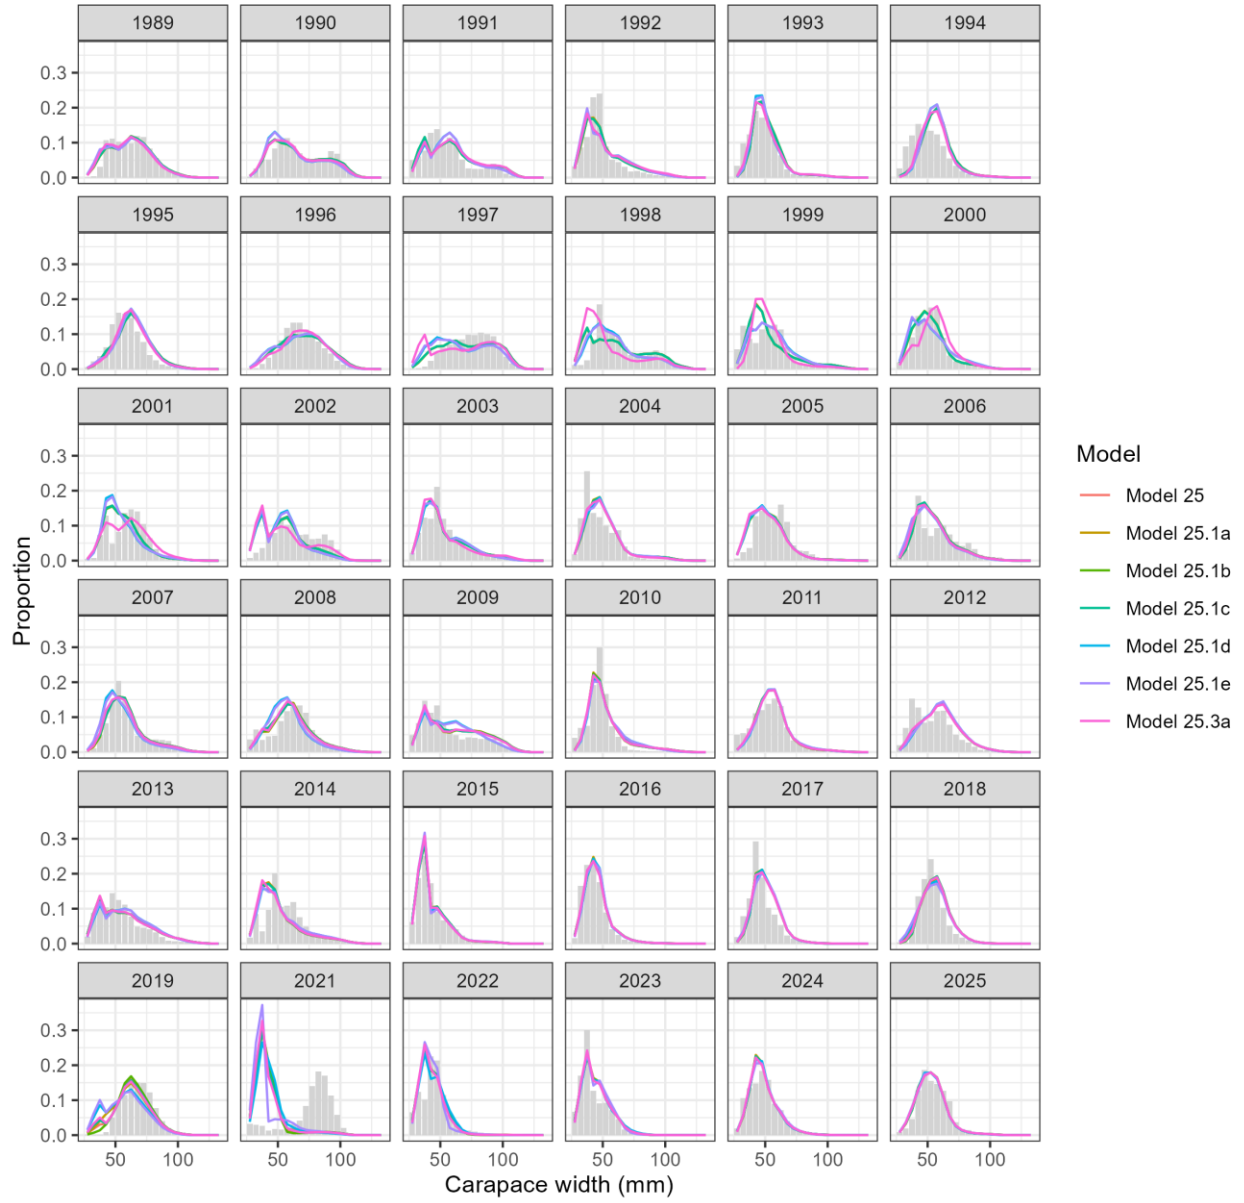 1989 1990 1991 1992 1993 1994
0.3
0.2
0.1
0.0
1995 1996 1997 1998 1999 2000
0.3
0.2
0.1
0.0
2001 2002 2003 2004 2005 2006
0.3
0.2
0.1
0.0
2007 2008 2009 2010 2011 2012
0.3
0.2
0.1
0.0
2013 2014 2015 2016 2017 2018
0.3
0.2
0.1
0.0
2019 2021 2022 2023 2024 2025
0.3
0.2
0.1
0.0
50 100 50 100 50 100 50 100 50 100 50 100
Carapace width (mm)
Proportion
Model
Model 25
Model 25.1a
Model 25.1b
Model 25.1c
Model 25.1d
Model 25.1e
Model 25.3a